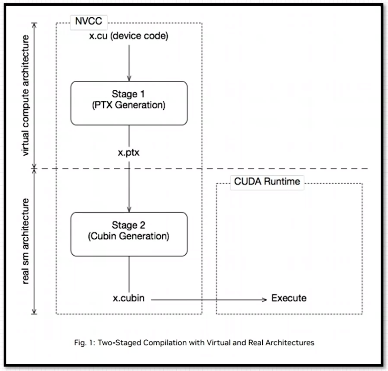 NVCC
x.cu (device code)
virtual compute architecture
Stage 1
(PTX Generation)
x.ptx
CUDA Runtime
real sm architecture
Stage 2
(Cubin Generation)
x.cubin
Execute
Fig. 1: Two-Staged Compilation with Virtual and Real Architectures